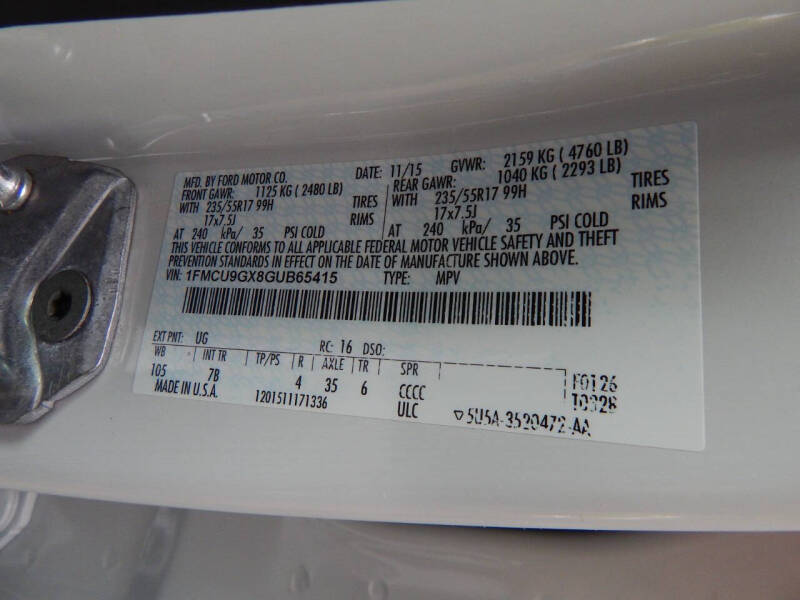 MFD. BY FORD MOTOR CO. DATE: 11/15 GVWR: 2159 KG ( 4760 LB)
FRONT GAWR: 1125 KG ( 2480 LB) REAR GAWR: 1040 KG ( 2293 LB)
WITH 235/55R17 99H TIRES WITH 235/55R17 99H TIRES
17x7.5J RIMS 17x7.5J RIMS
AT 240 kPa/ 35 PSI COLD AT 240 kPa/ 35 PSI COLD
THIS VEHICLE CONFORMS TO ALL APPLICABLE FEDERAL MOTOR VEHICLE SAFETY AND THEFT
PREVENTION STANDARDS IN EFFECT ON THE DATE OF MANUFACTURE SHOWN ABOVE.
VIN: 1FMCU9GX8GUB65415 TYPE: MPV
EXT PNT: UG RC: 16 DSO:
WB INT TR TP/PS R AXLE TR SPR
105 7B 4 35 6 CCCC F0126
MADE IN U.S.A. 1201511171336 ULC T0328
5U5A-3520472-AA